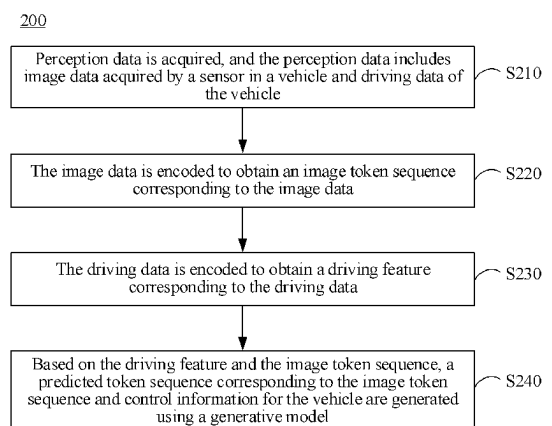 200
Perception data is acquired, and the perception data includes
image data acquired by a sensor in a vehicle and driving data of
the vehicle
S210
The image data is encoded to obtain an image token sequence
corresponding to the image data
S220
The driving data is encoded to obtain a driving feature
corresponding to the driving data
S230
Based on the driving feature and the image token sequence, a
predicted token sequence corresponding to the image token
sequence and control information for the vehicle are generated
using a generative model
S240